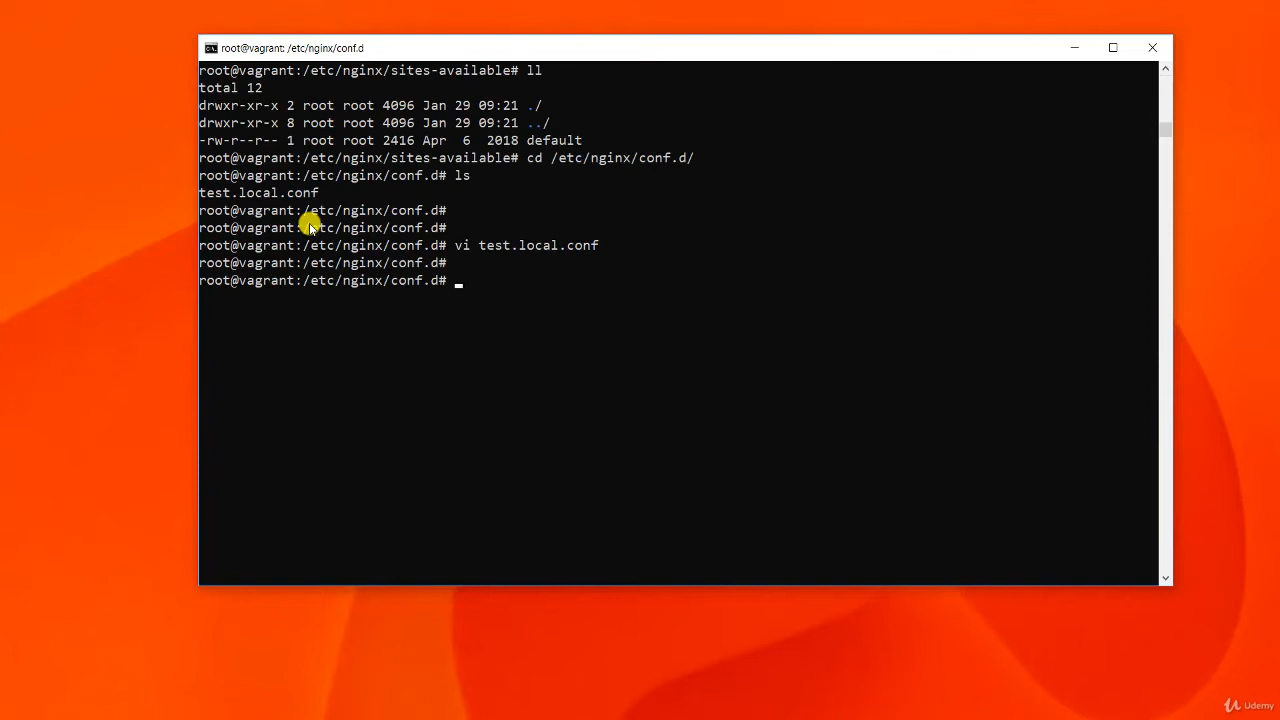 root@vagrant: /etc/nginx/conf.d
root@vagrant:/etc/nginx/sites-available# ll
total 12
drwxr-xr-x 2 root root 4096 Jan 29 09:21 ./
drwxr-xr-x 8 root root 4096 Jan 29 09:21 ../
-rw-r--r-- 1 root root 2416 Apr  6  2018 default
root@vagrant:/etc/nginx/sites-available# cd /etc/nginx/conf.d/
root@vagrant:/etc/nginx/conf.d# ls
test.local.conf
root@vagrant:/etc/nginx/conf.d#
root@vagrant:/etc/nginx/conf.d#
root@vagrant:/etc/nginx/conf.d# vi test.local.conf
root@vagrant:/etc/nginx/conf.d#
root@vagrant:/etc/nginx/conf.d#
Udemy